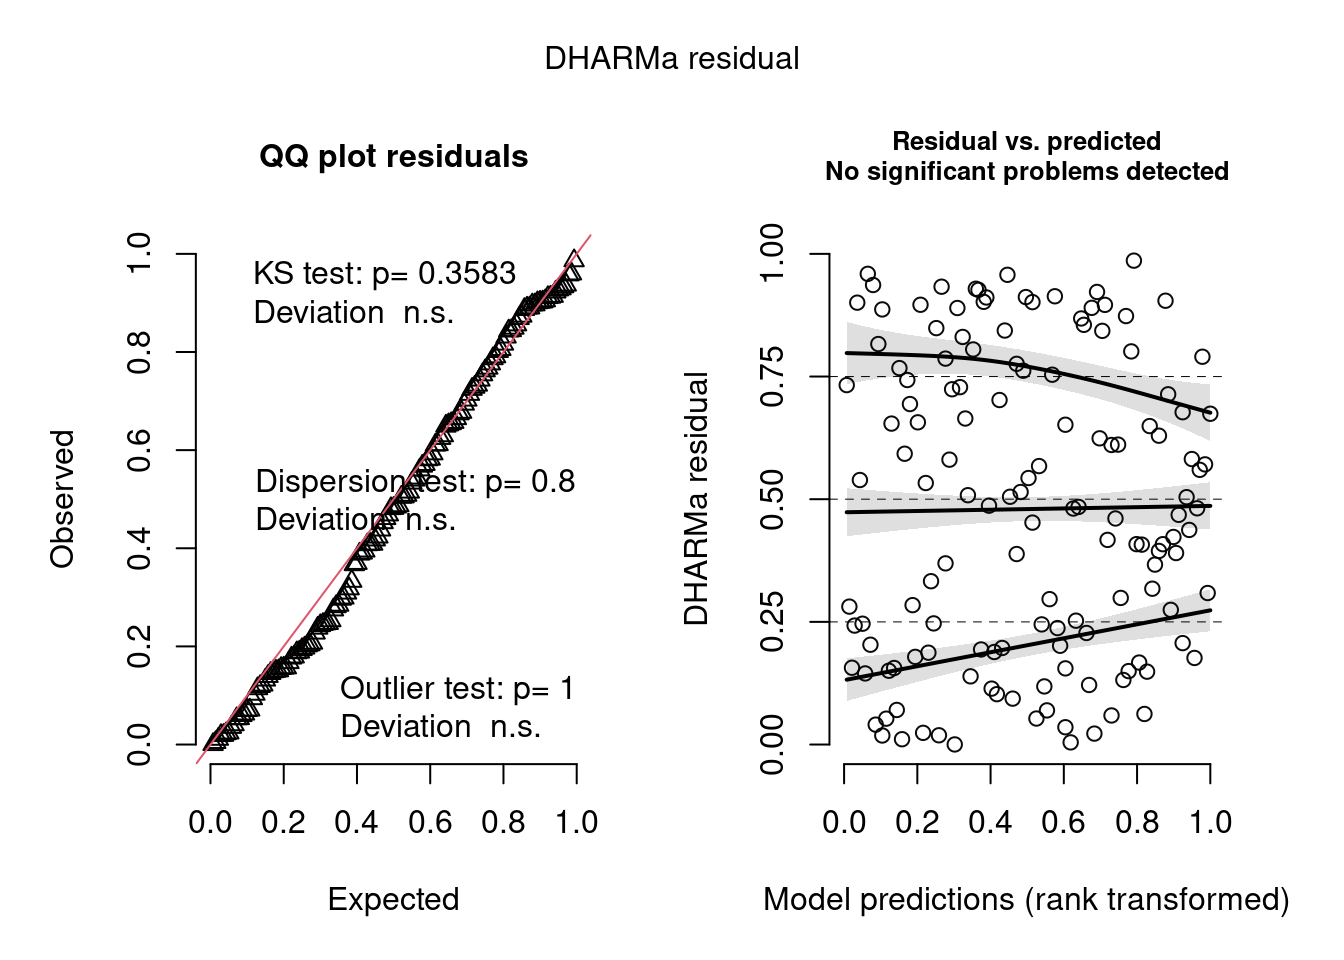 DHARMa residual
QQ plot residuals
KS test: p= 0.3583
Deviation  n.s.
Dispersion test: p= 0.8
Deviation  n.s.
Outlier test: p= 1
Deviation  n.s.
Observed
0.0 0.2 0.4 0.6 0.8 1.0
0.0 0.2 0.4 0.6 0.8 1.0
Expected
Residual vs. predicted
No significant problems detected
DHARMa residual
0.00 0.25 0.50 0.75 1.00
0.0 0.2 0.4 0.6 0.8 1.0
Model predictions (rank transformed)